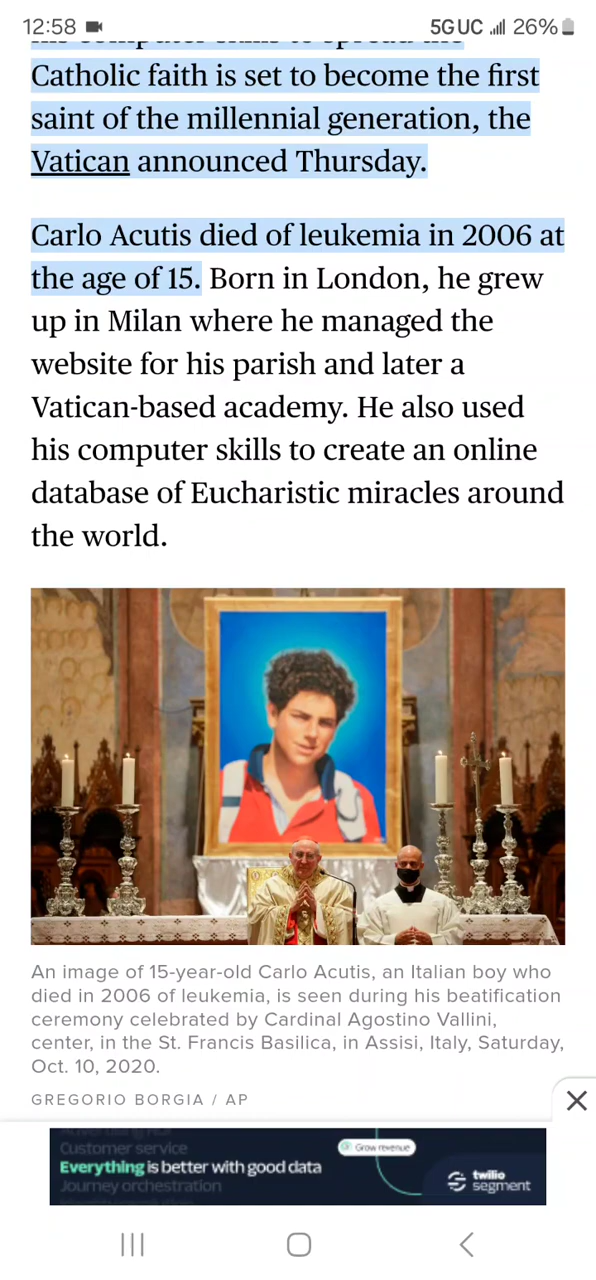 12:58
5G UC 26%
Catholic faith is set to become the first
saint of the millennial generation, the
Vatican announced Thursday.
Carlo Acutis died of leukemia in 2006 at
the age of 15. Born in London, he grew
up in Milan where he managed the
website for his parish and later a
Vatican-based academy. He also used
his computer skills to create an online
database of Eucharistic miracles around
the world.
An image of 15-year-old Carlo Acutis, an Italian boy who
died in 2006 of leukemia, is seen during his beatification
ceremony celebrated by Cardinal Agostino Vallini,
center, in the St. Francis Basilica, in Assisi, Italy, Saturday,
Oct. 10, 2020.
GREGORIO BORGIA / AP
Customer service
Grow revenue
Everything is better with good data
Journey orchestration
twilio
segment